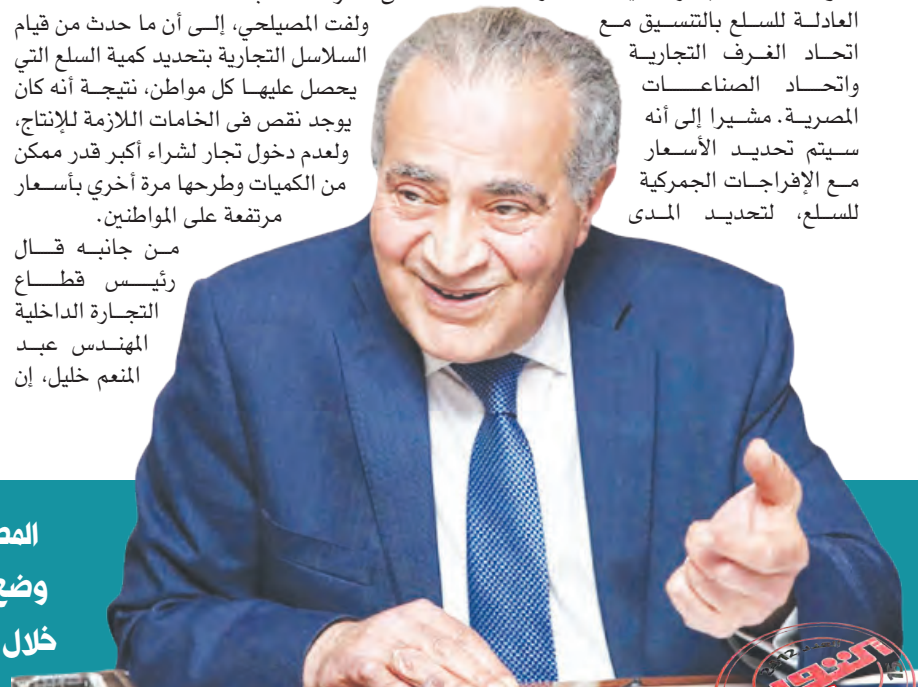 العادلة للسلع بالتنسيق مع
اتحاد الغرف التجارية
واتحاد الصناعات
المصرية. مشيرا إلى أنه
سيتم تحديد الأسعار
مع الإفراجات الجمركية
للسلع، لتحديد المدى
ولفت المصيلحي، إلى أن ما حدث من قيام
السلاسل التجارية بتحديد كمية السلع التي
يحصل عليها كل مواطن، نتيجة أنه كان
يوجد نقص فى الخامات اللازمة للإنتاج،
ولعدم دخول تجار لشراء أكبر قدر ممكن
من الكميات وطرحها مرة أخري بأسعار
مرتفعة على المواطنين.
من جانبه قال
رئيس قطاع
التجارة الداخلية
المهندس عبد
المنعم خليل، إن
خلال